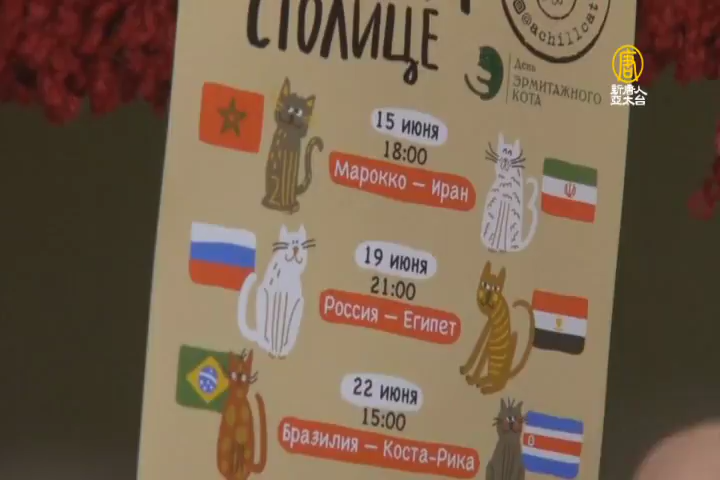 СТОЛИЦЕ
@achillcat
День
ЭРМИТАЖНОГО
КОТА
新唐人
亞太台
15 июня
18:00
Марокко — Иран
19 июня
21:00
Россия — Египет
22 июня
15:00
Бразилия — Коста-Рика